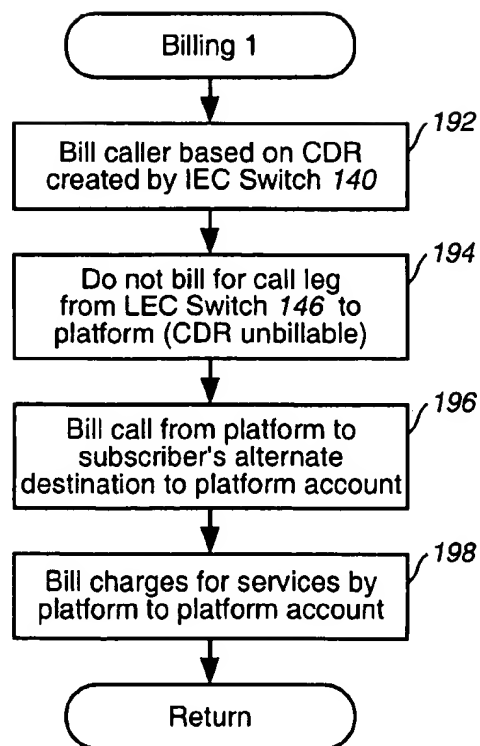 Billing 1
192
Bill caller based on CDR
created by IEC Switch 140
194
Do not bill for call leg
from LEC Switch 146 to
platform (CDR unbillable)
196
Bill call from platform to
subscriber's alternate
destination to platform account
198
Bill charges for services by
platform to platform account
Return